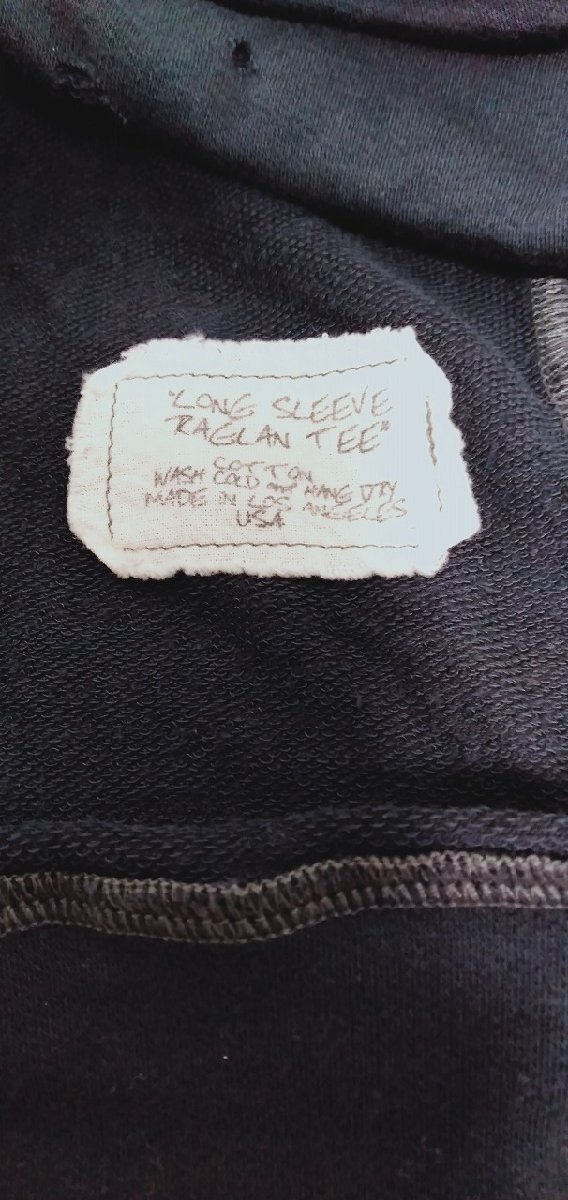 "LONG SLEEVE
RAGLAN TEE"
COTTON
WASH COLD HANG DRY
MADE IN LOS ANGELES
USA